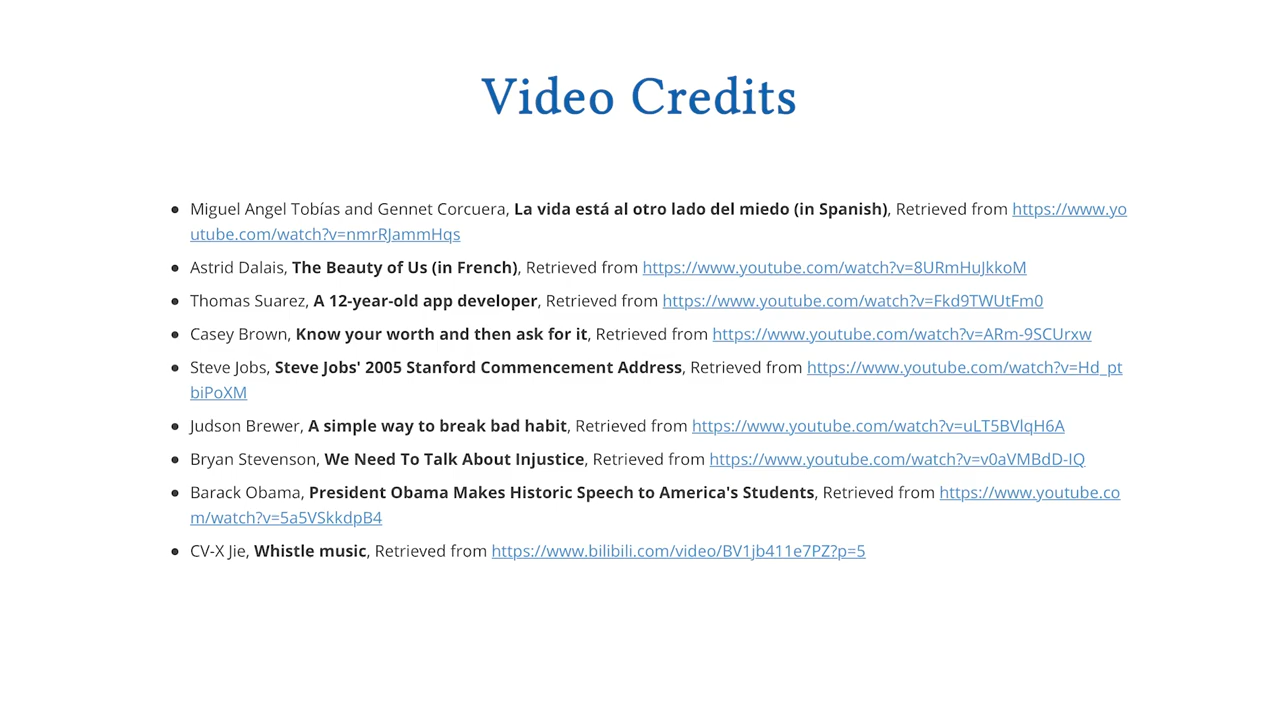 Video Credits
• Miguel Angel Tobías and Gennet Corcuera, La vida está al otro lado del miedo (in Spanish), Retrieved from https://www.yo
utube.com/watch?v=nmrRJammHqs
• Astrid Dalais, The Beauty of Us (in French), Retrieved from https://www.youtube.com/watch?v=8URmHuJkkoM
• Thomas Suarez, A 12-year-old app developer, Retrieved from https://www.youtube.com/watch?v=Fkd9TWUtFm0
• Casey Brown, Know your worth and then ask for it, Retrieved from https://www.youtube.com/watch?v=ARm-9SCUrxw
• Steve Jobs, Steve Jobs' 2005 Stanford Commencement Address, Retrieved from https://www.youtube.com/watch?v=Hd_pt
biPoXM
• Judson Brewer, A simple way to break bad habit, Retrieved from https://www.youtube.com/watch?v=uLT5BVlqH6A
• Bryan Stevenson, We Need To Talk About Injustice, Retrieved from https://www.youtube.com/watch?v=v0aVMBdD-IQ
• Barack Obama, President Obama Makes Historic Speech to America's Students, Retrieved from https://www.youtube.co
m/watch?v=5a5VSkkdpB4
• CV-X Jie, Whistle music, Retrieved from https://www.bilibili.com/video/BV1jb411e7PZ?p=5